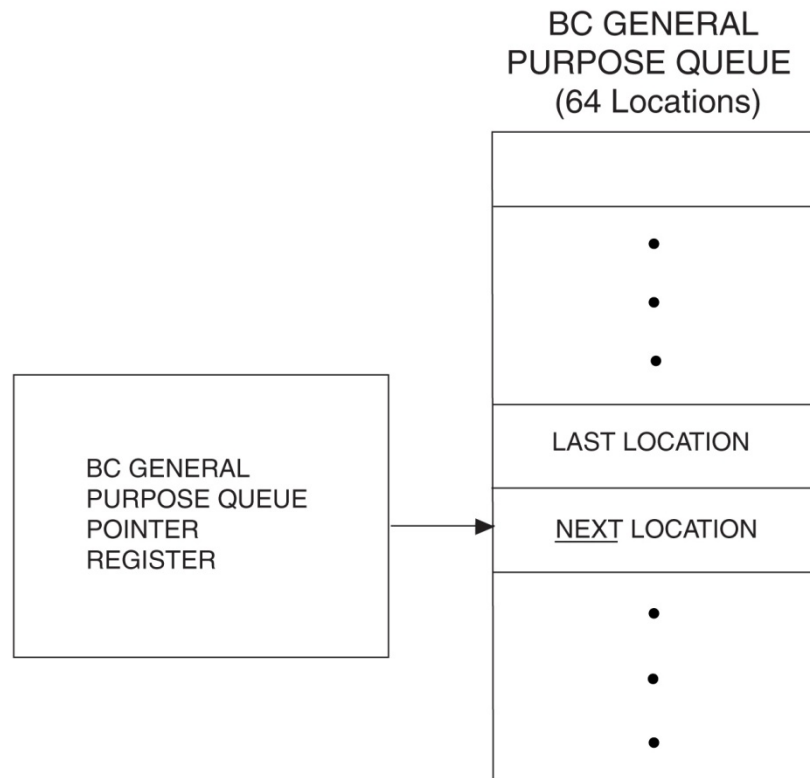 BC GENERAL
PURPOSE QUEUE
(64 Locations)
LAST LOCATION
BC GENERAL
PURPOSE QUEUE
POINTER
REGISTER
NEXT LOCATION